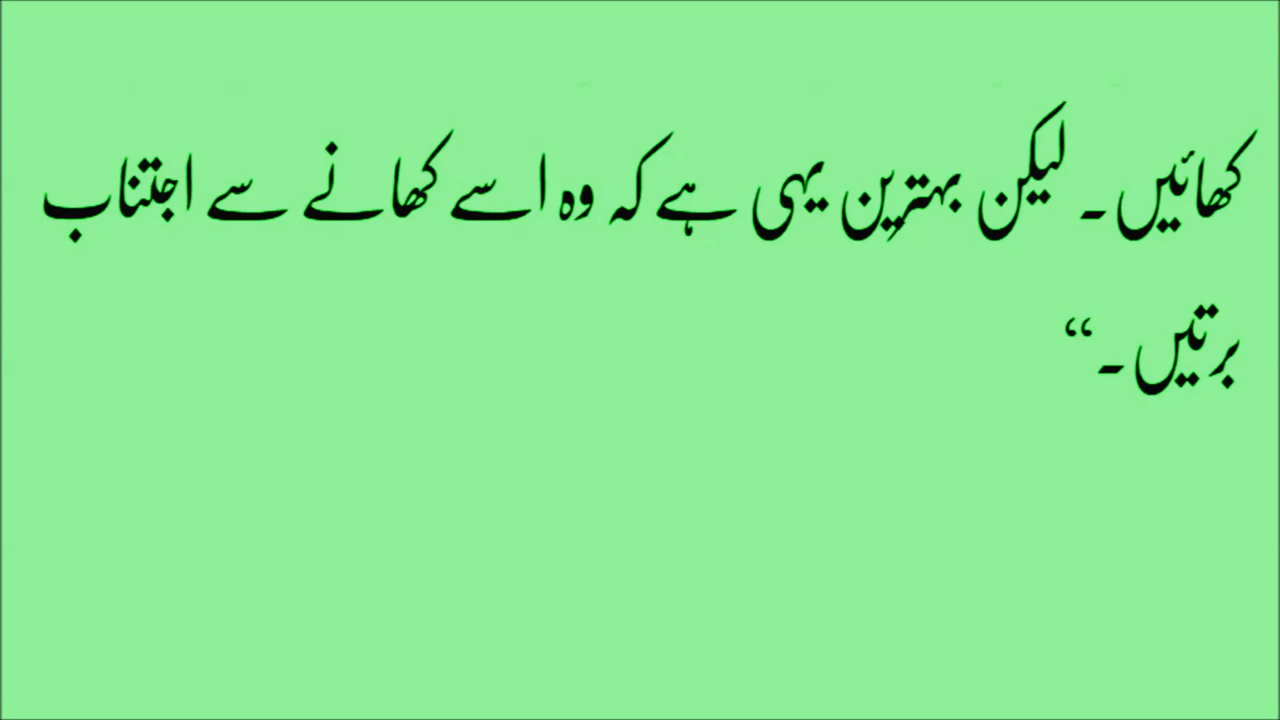 کھائیں۔ لیکن بہترین یہی ہے کہ وہ اسے کھانے سے اجتناب
برتیں۔“